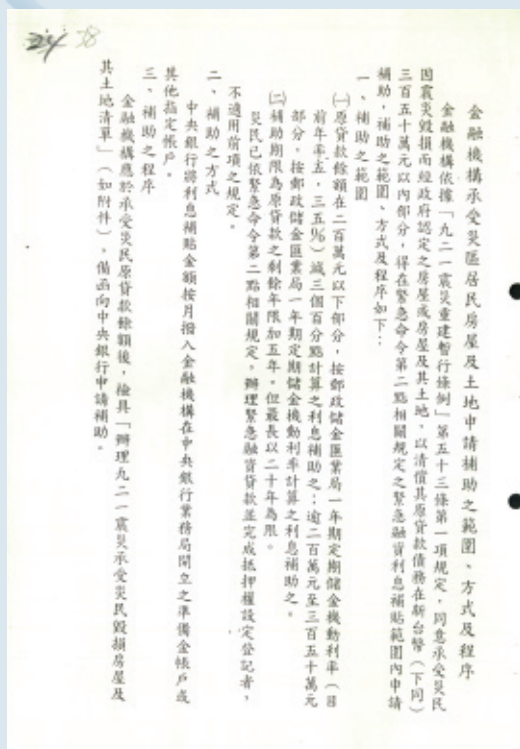 金融機構承受災區居民房屋及土地申請補助之範圍、方式及程序
金融機構依據「九二一震災重建暫行條例」第五十三條第一項規定，同意承受災民
因震災毀損而經政府認定之房屋或房屋及其土地，以清償其原貸款債務在新台幣（下同）
三百五十萬元以內部分，得在緊急命令第二點相關規定之緊急融資利息補貼範圍內申請
補助，補助之範圍、方式及程序如下：
一、補助之範圍
㈠原貸款餘額在二百萬元以下部分，按郵政儲金匯業局一年期定期儲金機動利率（目
前年率五．三五％）減三個百分點計算之利息補助之；逾二百萬元至三百五十萬元
部分，按郵政儲金匯業局一年期定期儲金機動利率計算之利息補助之。
㈡補助期限為原貸款之剩餘年限加五年。但最長以二十年為限。
災民已依緊急命令第二點相關規定，辦理緊急融資貸款並完成抵押權設定登記者，
不適用前項之規定。
二、補助之方式
中央銀行將利息補貼金額按月撥入金融機構在中央銀行業務局開立之準備金帳戶或
其他指定帳戶。
三、補助之程序
金融機構應於承受災民原貸款餘額後，檢具「辦理九二一震災承受災民毀損房屋及
其土地清單」（如附件），備函向中央銀行申請補助。
38